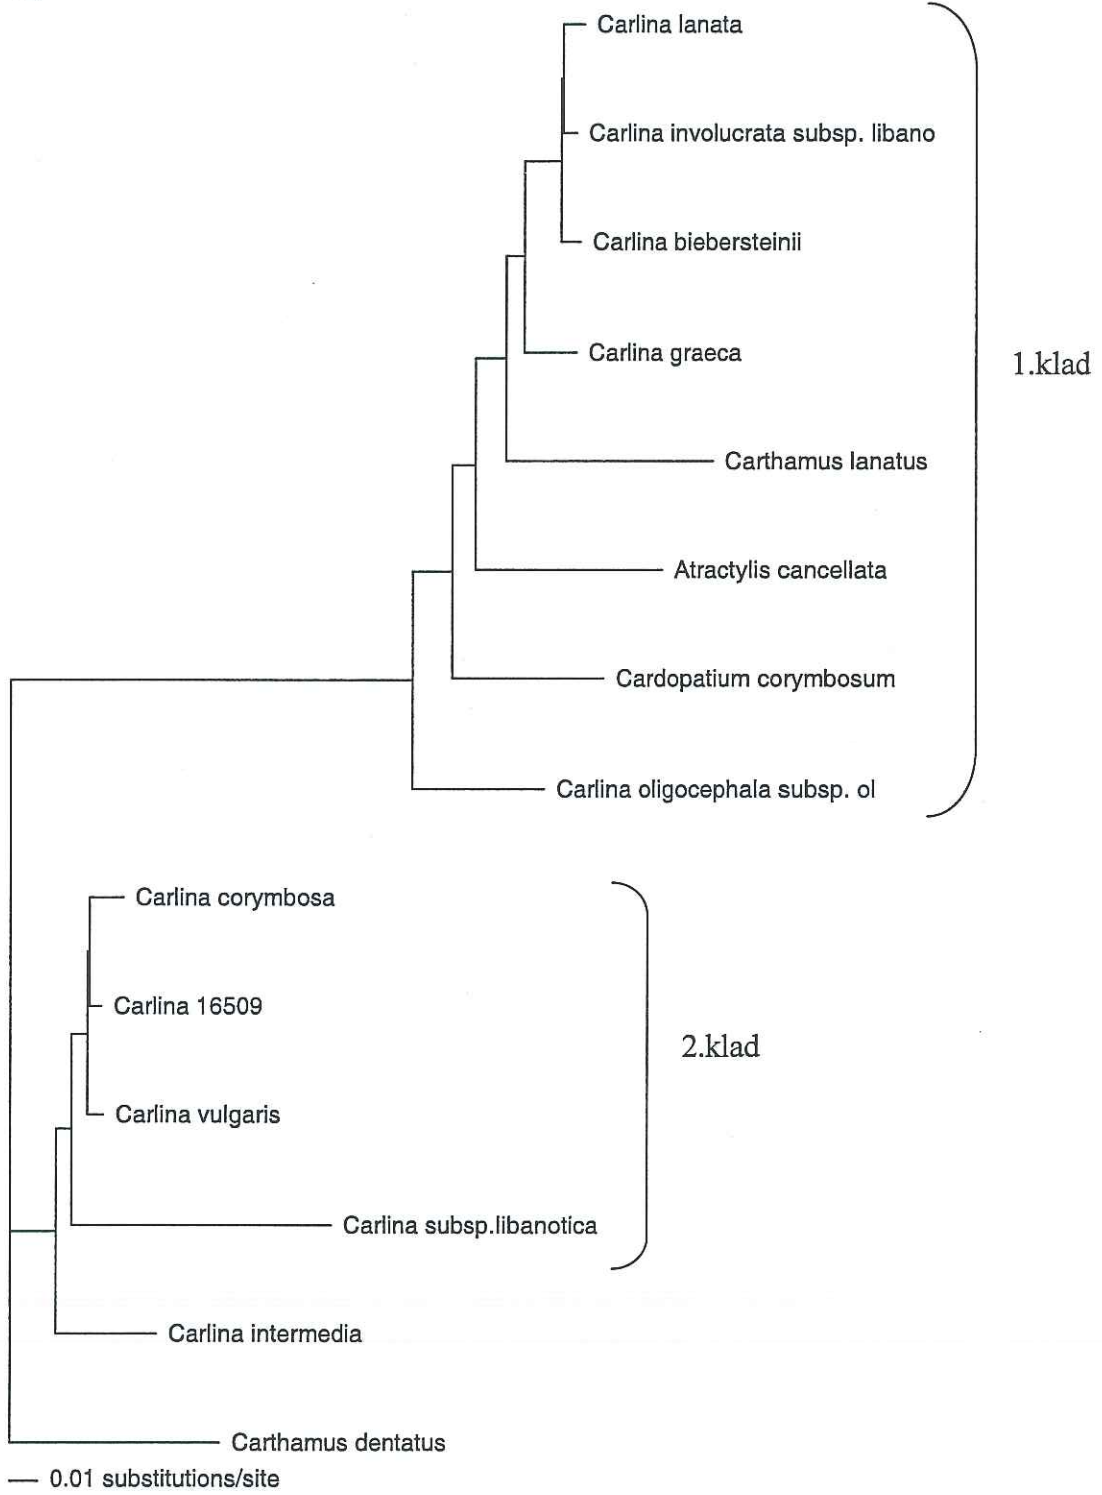 Carlina lanata
Carlina involucrata subsp. libano
Carlina biebersteinii
Carlina graeca
1.klad
Carthamus lanatus
Atractylis cancellata
Cardopatium corymbosum
Carlina oligocephala subsp. ol
Carlina corymbosa
Carlina 16509
2.klad
Carlina vulgaris
Carlina subsp.libanotica
Carlina intermedia
Carthamus dentatus
0.01 substitutions/site